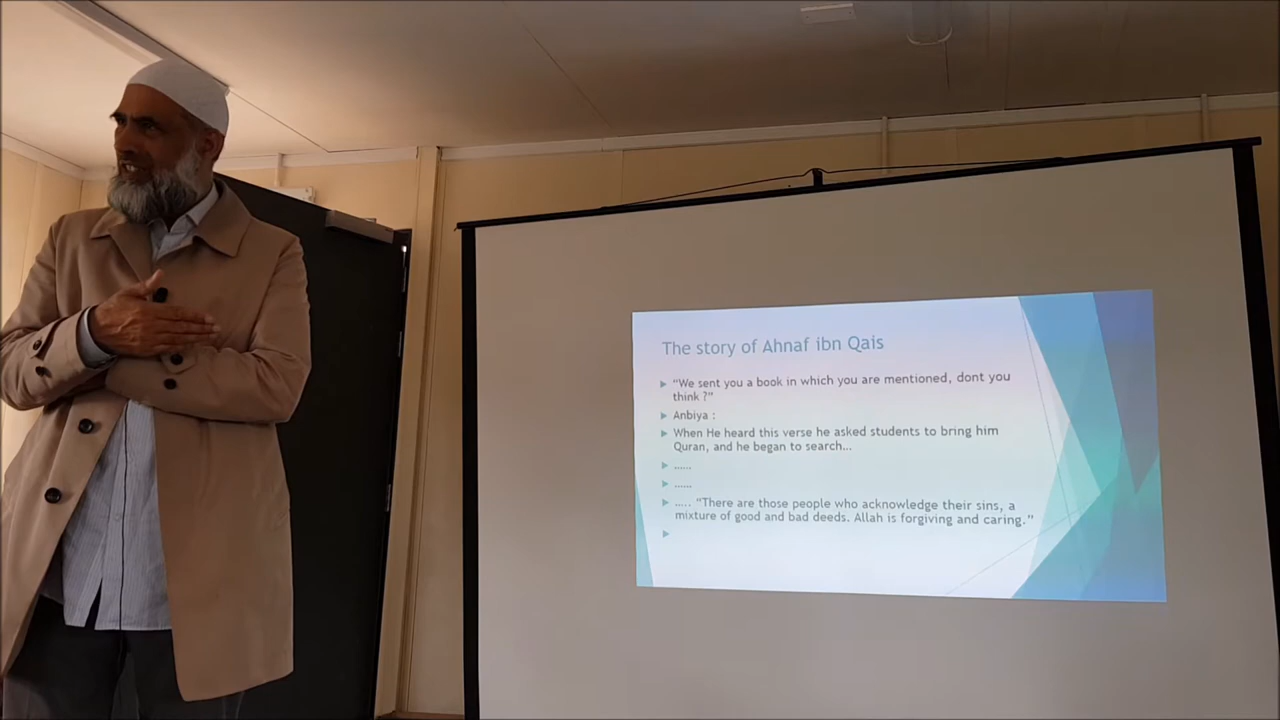 The story of Ahnaf ibn Qais
"We sent you a book in which you are mentioned, dont you
think ?"
Anbiya :
When He heard this verse he asked students to bring him
Quran, and he began to search...
......
......
..... "There are those people who acknowledge their sins, a
mixture of good and bad deeds. Allah is forgiving and caring."